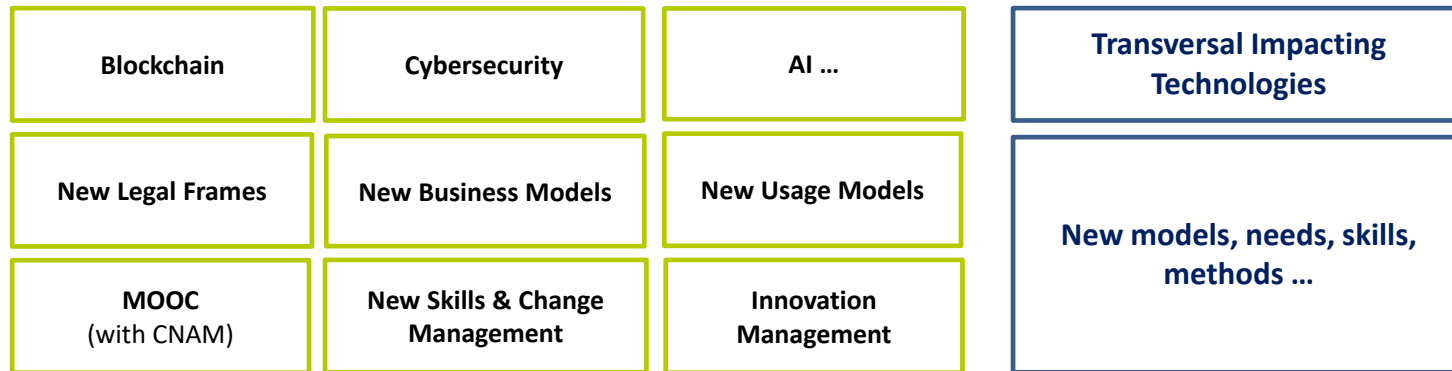 Blockchain
Cybersecurity
AI ...
Transversal Impacting
Technologies
New Legal Frames
New Business Models
New Usage Models
New models, needs, skills,
methods ...
MOOC
(with CNAM)
New Skills & Change
Management
Innovation
Management